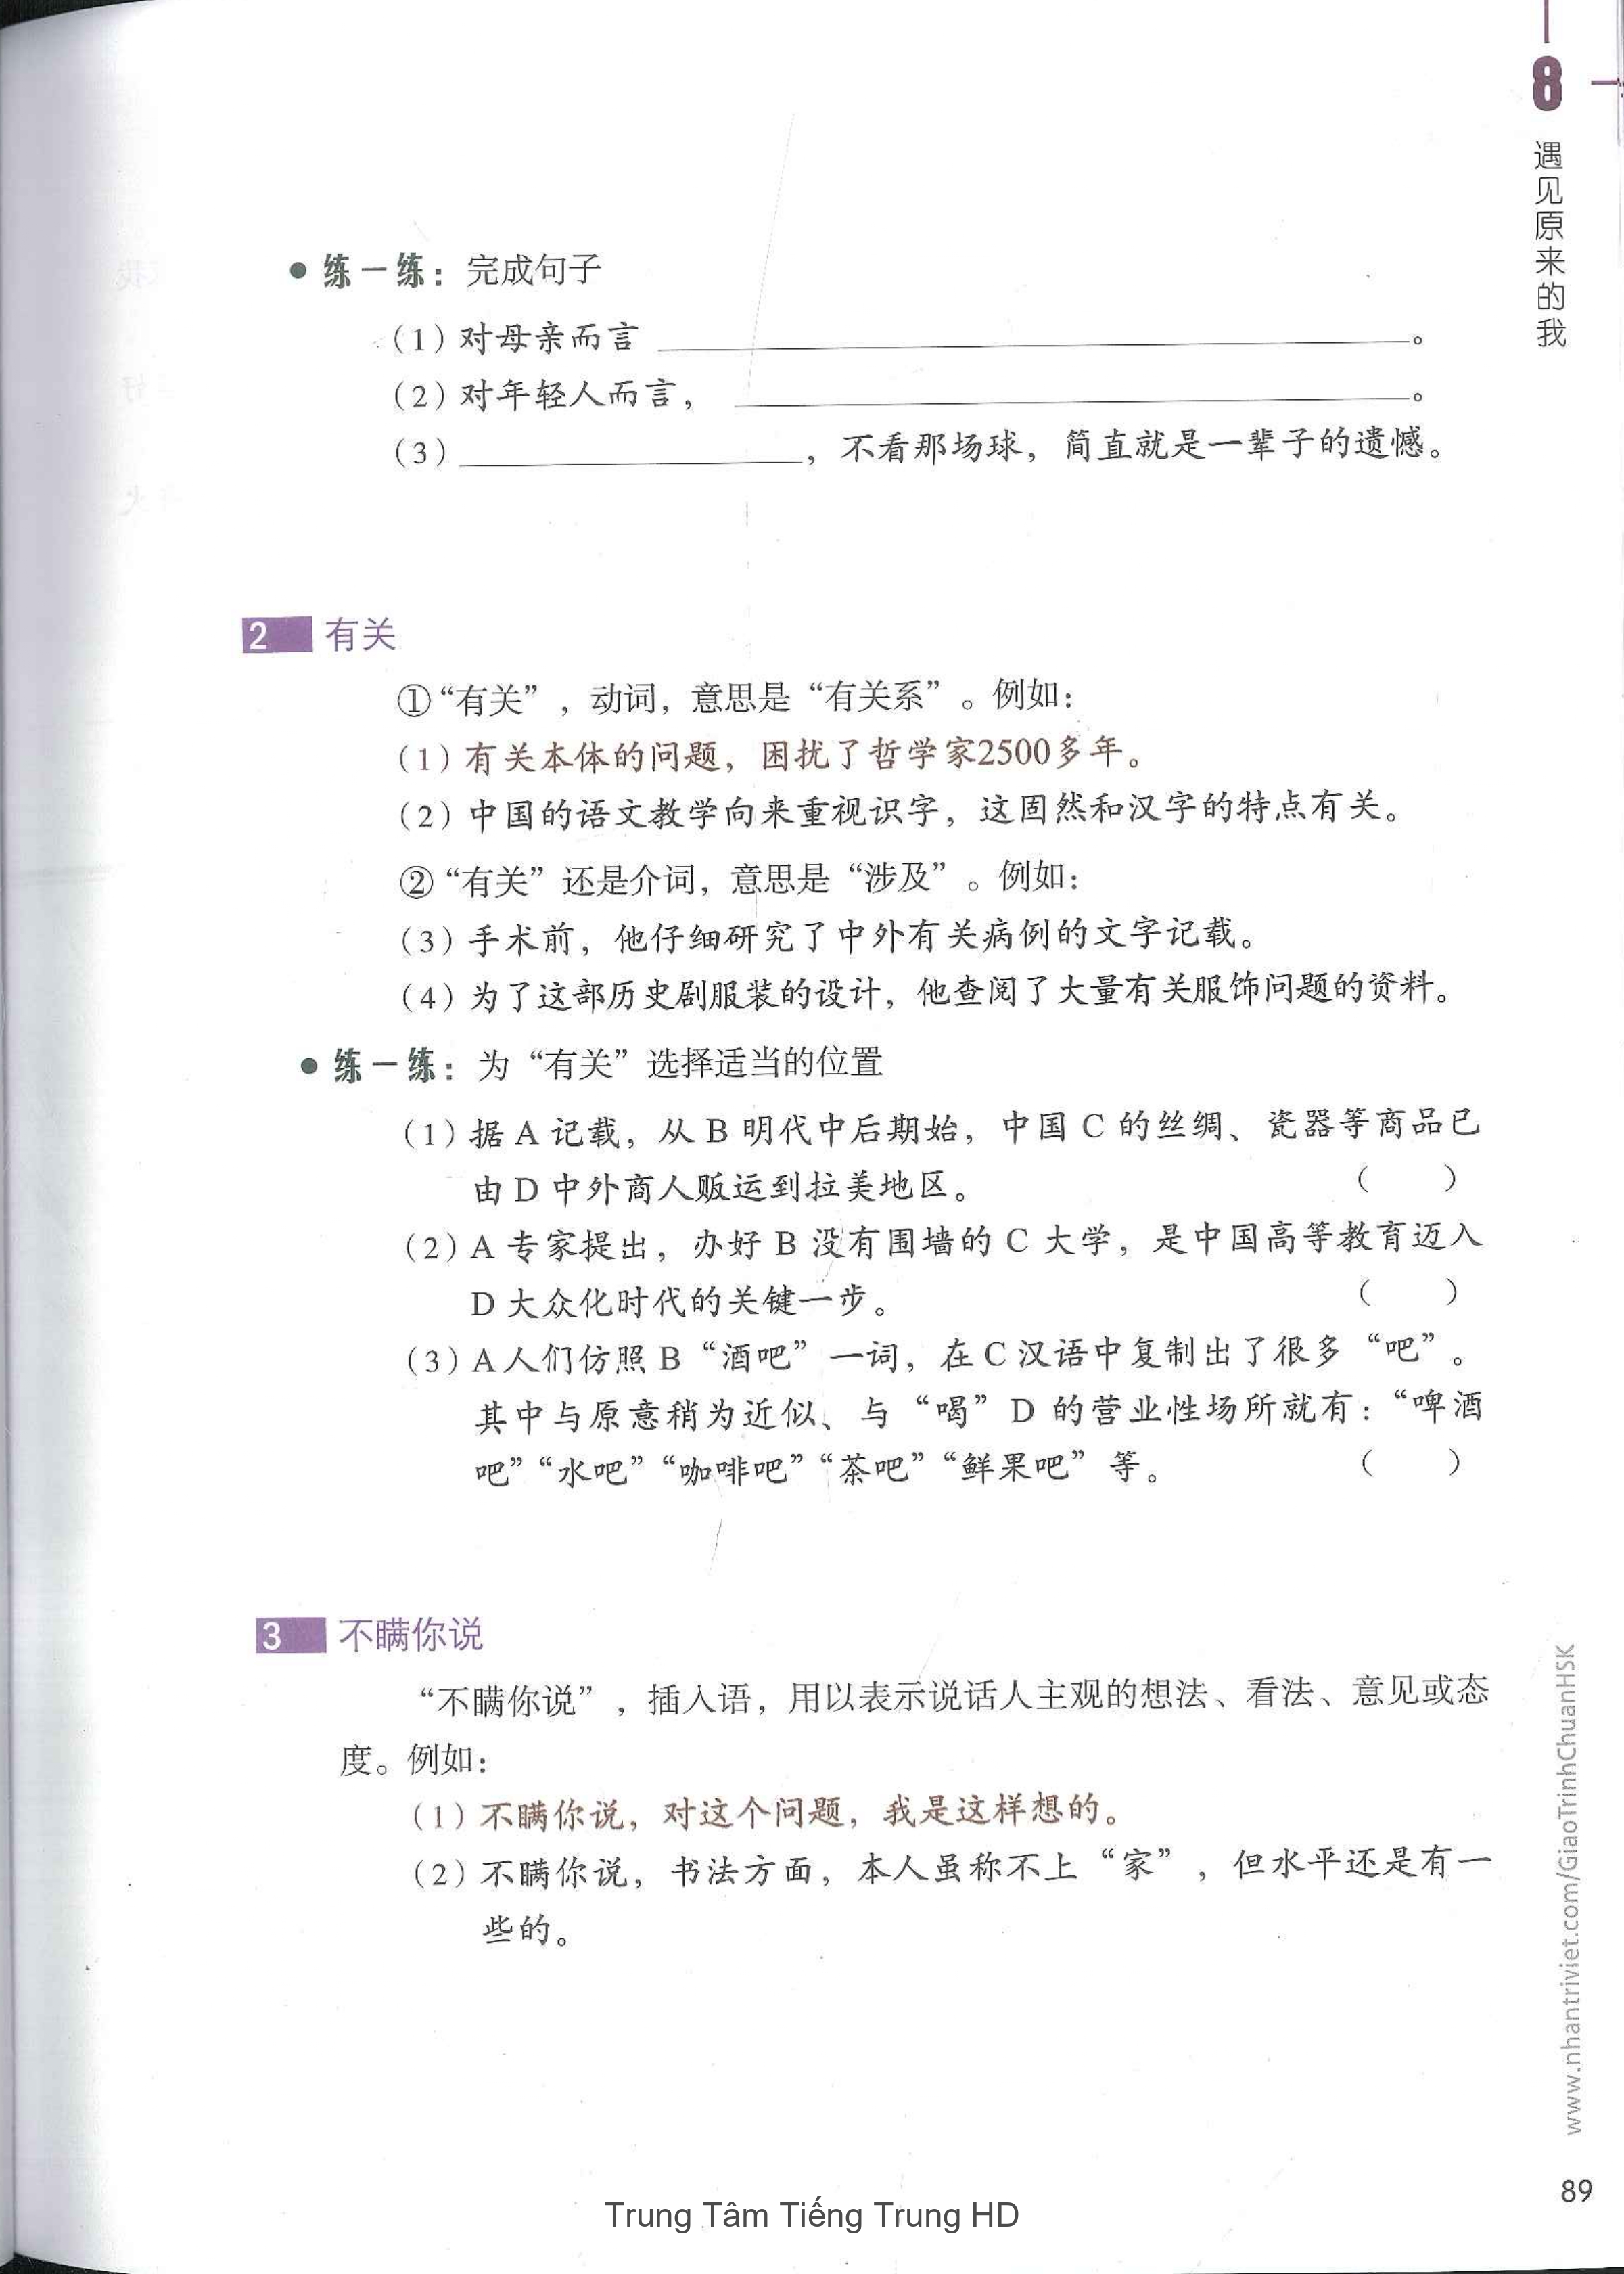 8
遇见原来的我
● 练一练：完成句子
（1）对母亲而言 ______________________________。
（2）对年轻人而言， ______________________________。
（3）______________，不看那场球，简直就是一辈子的遗憾。
2 有关
①“有关”，动词，意思是“有关系”。例如：
（1）有关本体的问题，困扰了哲学家2500多年。
（2）中国的语文教学向来重视识字，这固然和汉字的特点有关。
②“有关”还是介词，意思是“涉及”。例如：
（3）手术前，他仔细研究了中外有关病例的文字记载。
（4）为了这部历史剧服装的设计，他查阅了大量有关服饰问题的资料。
● 练一练：为“有关”选择适当的位置
（1）据 A 记载，从 B 明代中后期始，中国 C 的丝绸、瓷器等商品已
由 D 中外商人贩运到拉美地区。 （ ）
（2）A 专家提出，办好 B 没有围墙的 C 大学，是中国高等教育迈入
D 大众化时代的关键一步。 （ ）
（3）A 人们仿照 B “酒吧”一词，在 C 汉语中复制出了很多“吧”。
其中与原意稍为近似、与“喝” D 的营业性场所就有：“啤酒
吧”“水吧”“咖啡吧”“茶吧”“鲜果吧”等。 （ ）
3 不瞒你说
“不瞒你说”，插入语，用以表示说话人主观的想法、看法、意见或态
度。例如：
（1）不瞒你说，对这个问题，我是这样想的。
（2）不瞒你说，书法方面，本人虽称不上“家”，但水平还是有一
些的。
www.nhantriviet.com/GiaoTrinhChuanHSK
89
Trung Tâm Tiếng Trung HD